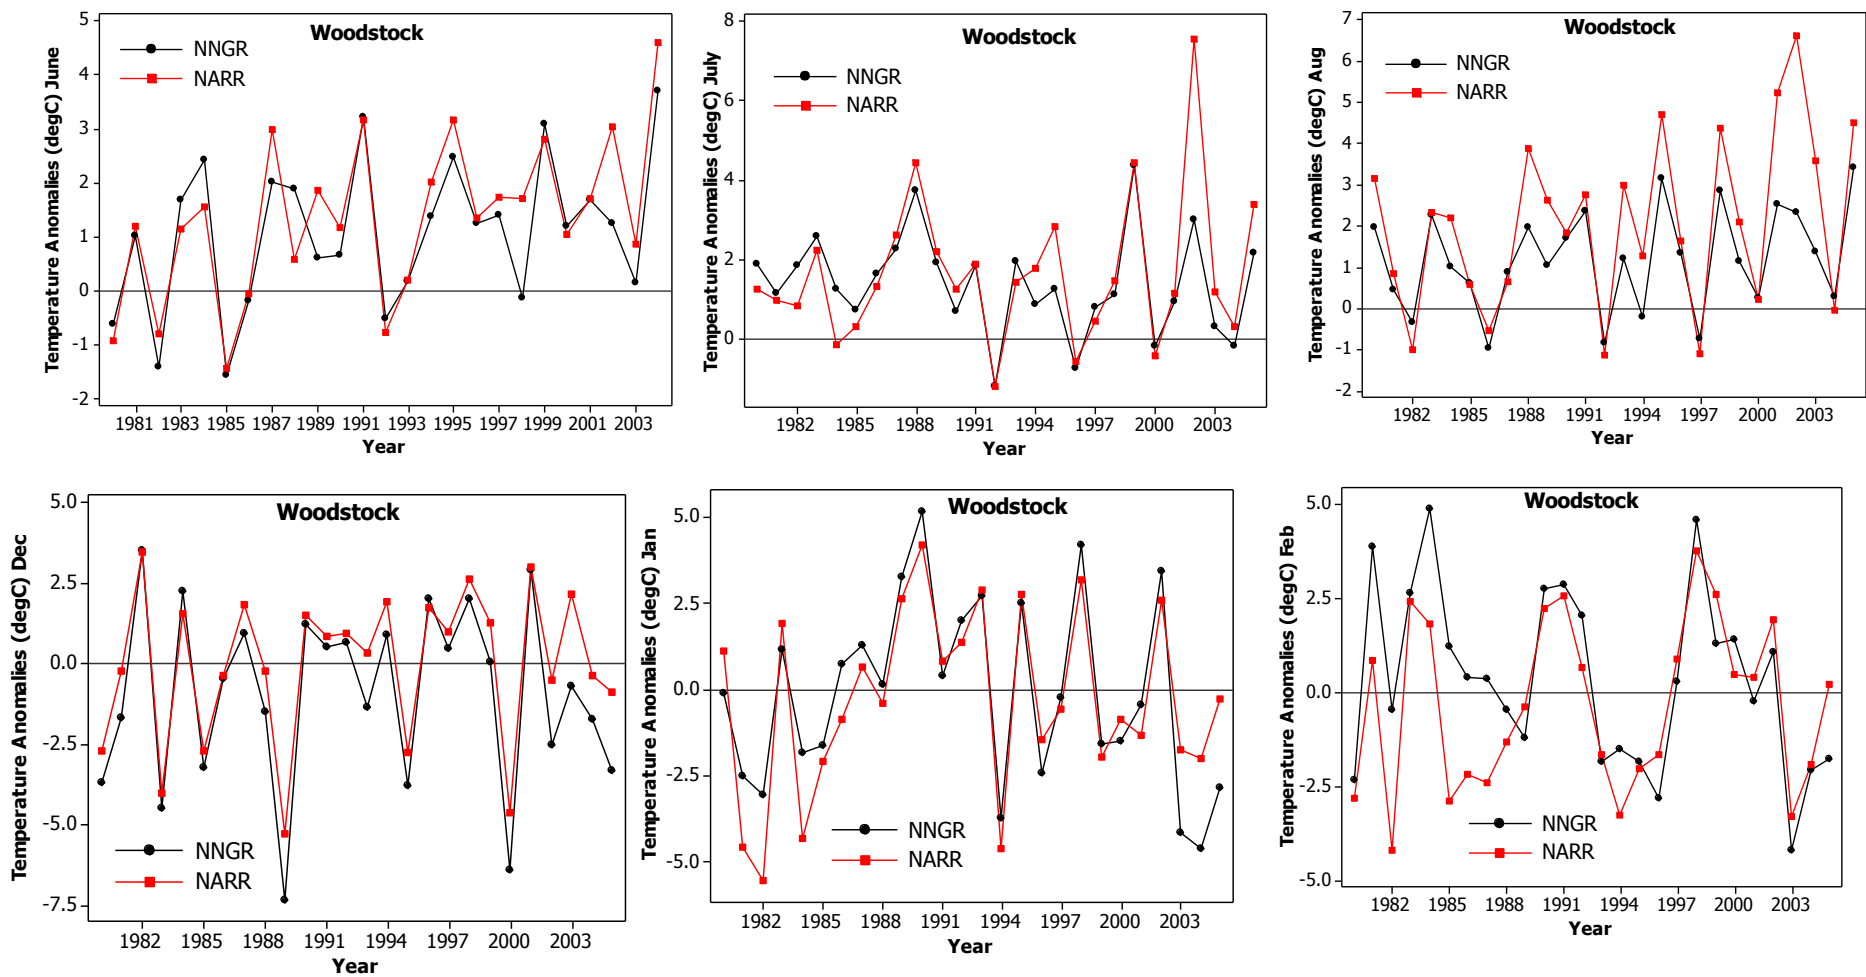 Woodstock
NNGR
NARR
Temperature Anomalies (degC) June
5
4
3
2
1
0
-1
-2
1981 1983 1985 1987 1989 1991 1993 1995 1997 1999 2001 2003
Year
Woodstock
NNGR
NARR
Temperature Anomalies (degC) July
8
6
4
2
0
1982 1985 1988 1991 1994 1997 2000 2003
Year
Woodstock
NNGR
NARR
Temperature Anomalies (degC) Aug
7
6
5
4
3
2
1
0
-1
-2
1982 1985 1988 1991 1994 1997 2000 2003
Year
Woodstock
NNGR
NARR
Temperature Anomalies (degC) Dec
5.0
2.5
0.0
-2.5
-5.0
-7.5
1982 1985 1988 1991 1994 1997 2000 2003
Year
Woodstock
NNGR
NARR
Temperature Anomalies (degC) Jan
5.0
2.5
0.0
-2.5
-5.0
1982 1985 1988 1991 1994 1997 2000 2003
Year
Woodstock
NNGR
NARR
Temperature Anomalies (degC) Feb
5.0
2.5
0.0
-2.5
-5.0
1982 1985 1988 1991 1994 1997 2000 2003
Year